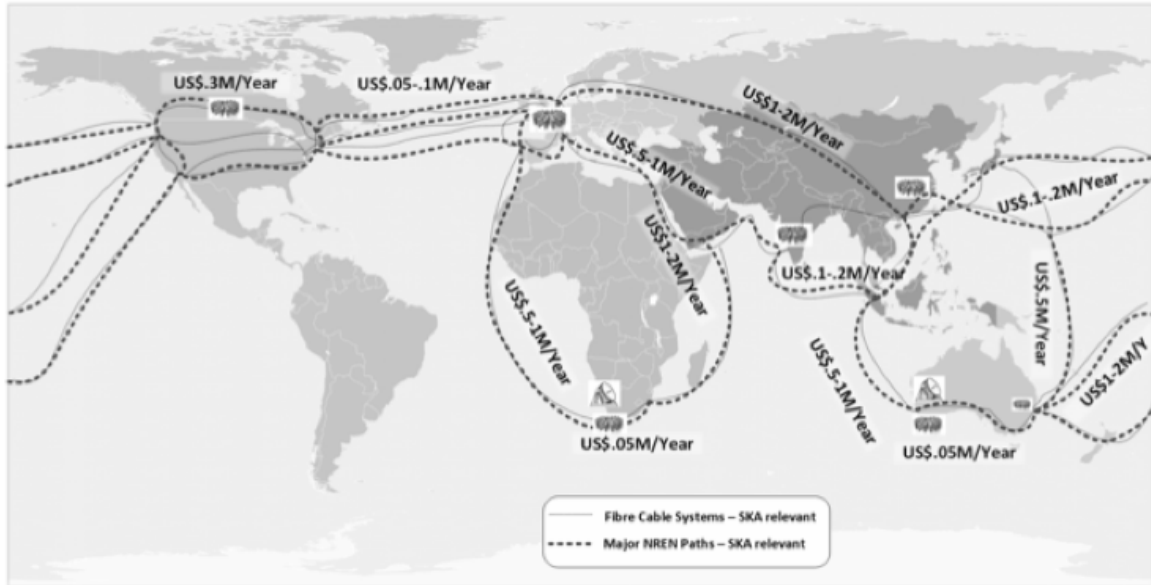 US$.3M/Year
US$.05-.1M/Year
US$1-2M/Year
US$.5-1M/Year
US$.1-.2M/Year
US$1-2M/Year
US$.1-.2M/Year
US$.5M/Year
US$.5-1M/Year
US$.5-1M/Year
US$1-2M/Y
US$.05M/Year
US$.05M/Year
Fibre Cable Systems – SKA relevant
Major NREN Paths – SKA relevant